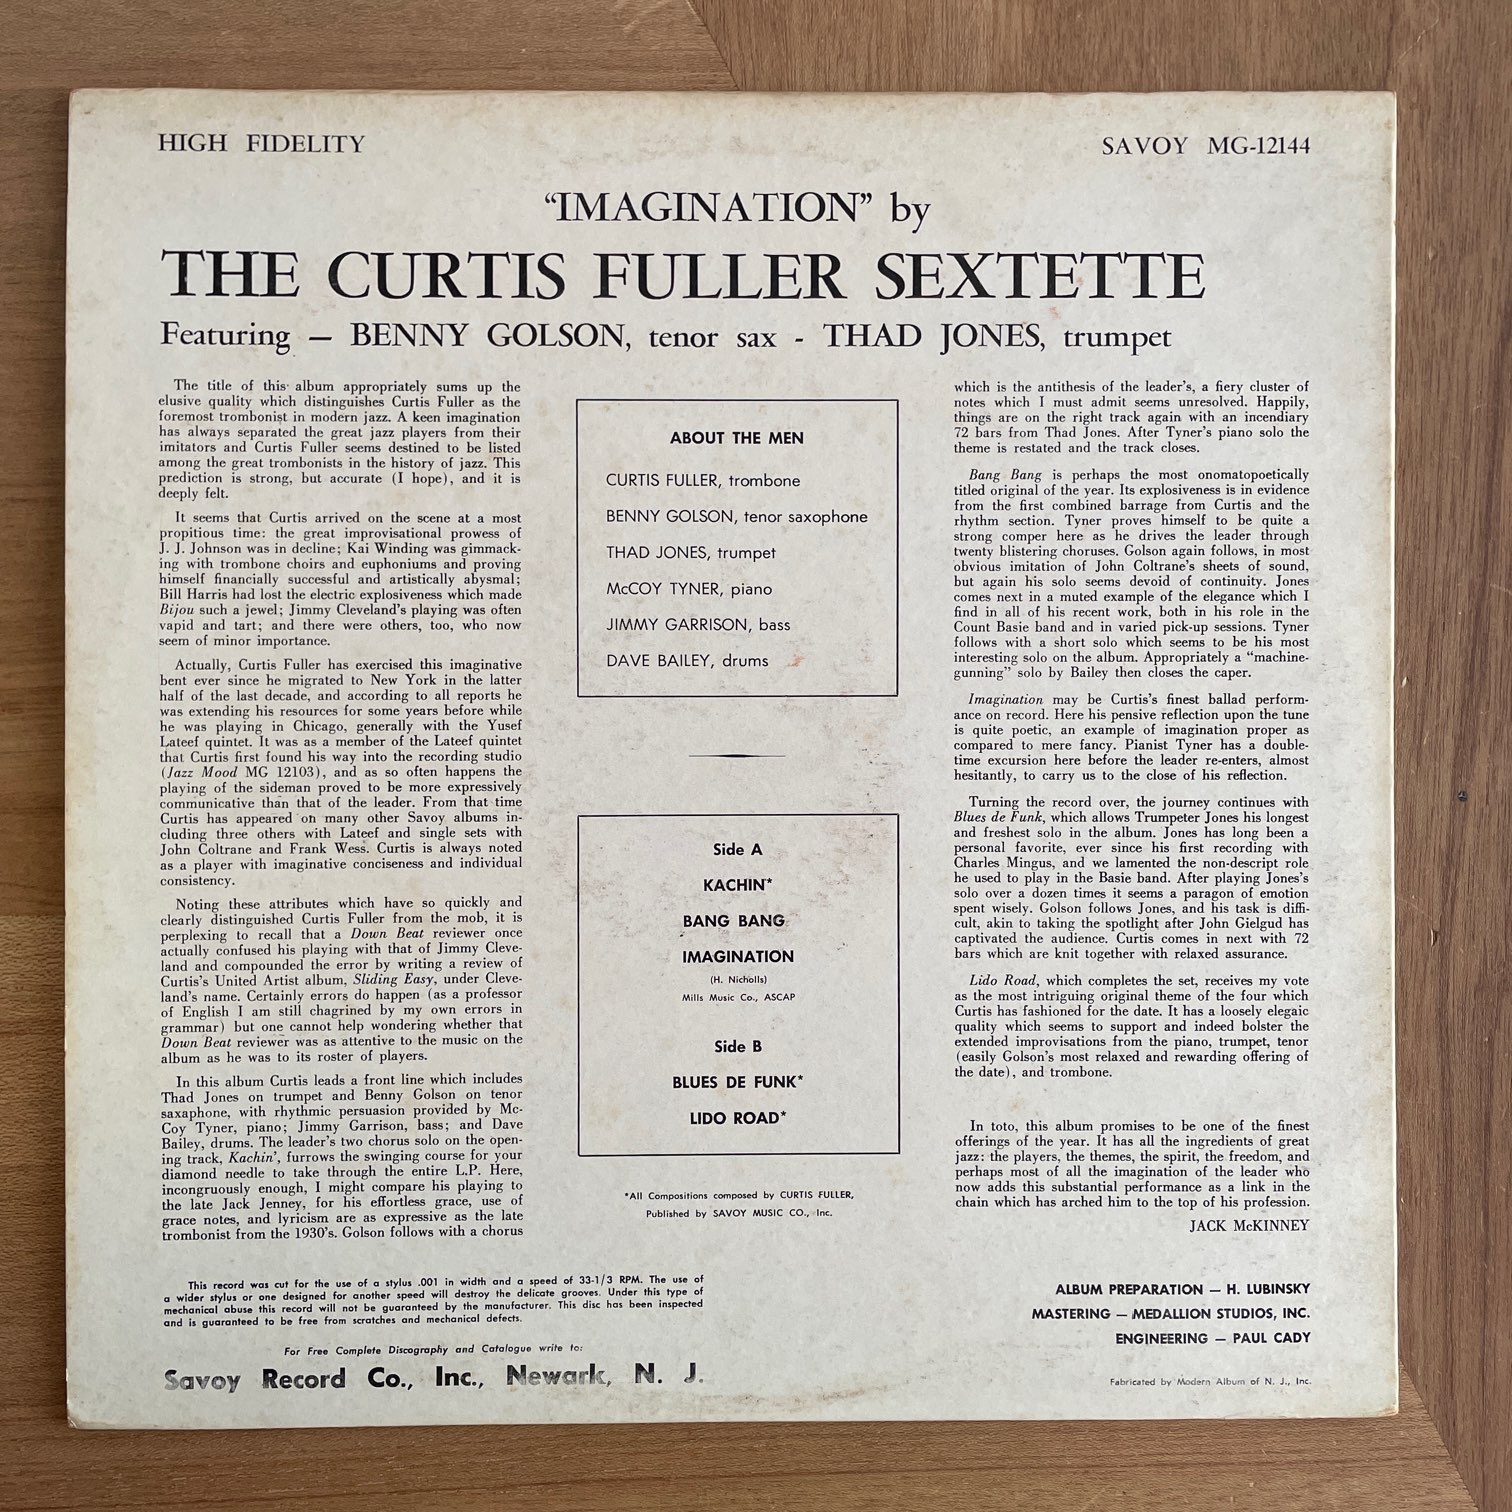 HIGH FIDELITY
SAVOY MG-12144
“IMAGINATION” by
THE CURTIS FULLER SEXTETTE
Featuring — BENNY GOLSON, tenor sax - THAD JONES, trumpet
The title of this album appropriately sums up the
elusive quality which distinguishes Curtis Fuller as the
foremost trombonist in modern jazz. A keen imagination
has always separated the great jazz players from their
imitators and Curtis Fuller seems destined to be listed
among the great trombonists in the history of jazz. This
prediction is strong, but accurate (I hope), and it is
deeply felt.
It seems that Curtis arrived on the scene at a most
propitious time: the great improvisational prowess of
J. J. Johnson was in decline; Kai Winding was gimmack-
ing with trombone choirs and euphoniums and proving
himself financially successful and artistically abysmal;
Bill Harris had lost the electric explosiveness which made
Bijou such a jewel; Jimmy Cleveland's playing was often
vapid and tart; and there were others, too, who now
seem of minor importance.
Actually, Curtis Fuller has exercised this imaginative
bent ever since he migrated to New York in the latter
half of the last decade, and according to all reports he
was extending his resources for some years before while
he was playing in Chicago, generally with the Yusef
Lateef quintet. It was as a member of the Lateef quintet
that Curtis first found his way into the recording studio
(Jazz Mood MG 12103), and as so often happens the
playing of the sideman proved to be more expressively
communicative than that of the leader. From that time
Curtis has appeared on many other Savoy albums in-
cluding three others with Lateef and single sets with
John Coltrane and Frank Wess. Curtis is always noted
as a player with imaginative conciseness and individual
consistency.
Noting these attributes which have so quickly and
clearly distinguished Curtis Fuller from the mob, it is
perplexing to recall that a Down Beat reviewer once
actually confused his playing with that of Jimmy Cleve-
land and compounded the error by writing a review of
Curtis's United Artist album, Sliding Easy, under Cleve-
land's name. Certainly errors do happen (as a professor
of English I am still chagrined by my own errors in
grammar) but one cannot help wondering whether that
Down Beat reviewer was as attentive to the music on the
album as he was to its roster of players.
In this album Curtis leads a front line which includes
Thad Jones on trumpet and Benny Golson on tenor
saxaphone, with rhythmic persuasion provided by Mc-
Coy Tyner, piano; Jimmy Garrison, bass; and Dave
Bailey, drums. The leader's two chorus solo on the open-
ing track, Kachin', furrows the swinging course for your
diamond needle to take through the entire L.P. Here,
incongruously enough, I might compare his playing to
the late Jack Jenney, for his effortless grace, use of
grace notes, and lyricism are as expressive as the late
trombonist from the 1930's. Golson follows with a chorus
ABOUT THE MEN
CURTIS FULLER, trombone
BENNY GOLSON, tenor saxophone
THAD JONES, trumpet
McCOY TYNER, piano
JIMMY GARRISON, bass
DAVE BAILEY, drums
Side A
KACHIN'*
BANG BANG
IMAGINATION
(H. Nicholls)
Mills Music Co., ASCAP
Side B
BLUES DE FUNK*
LIDO ROAD*
*All Compositions composed by CURTIS FULLER,
Published by SAVOY MUSIC CO., Inc.
which is the antithesis of the leader's, a fiery cluster of
notes which I must admit seems unresolved. Happily,
things are on the right track again with an incendiary
72 bars from Thad Jones. After Tyner's piano solo the
theme is restated and the track closes.
Bang Bang is perhaps the most onomatopoetically
titled original of the year. Its explosiveness is in evidence
from the first combined barrage from Curtis and the
rhythm section. Tyner proves himself to be quite a
strong comper here as he drives the leader through
twenty blistering choruses. Golson again follows, in most
obvious imitation of John Coltrane's sheets of sound,
but again his solo seems devoid of continuity. Jones
comes next in a muted example of the elegance which I
find in all of his recent work, both in his role in the
Count Basie band and in varied pick-up sessions. Tyner
follows with a short solo which seems to be his most
interesting solo on the album. Appropriately a “machine-
gunning” solo by Bailey then closes the caper.
Imagination may be Curtis's finest ballad perform-
ance on record. Here his pensive reflection upon the tune
is quite poetic, an example of imagination proper as
compared to mere fancy. Pianist Tyner has a double-
time excursion here before the leader re-enters, almost
hesitantly, to carry us to the close of his reflection.
Turning the record over, the journey continues with
Blues de Funk, which allows Trumpeter Jones his longest
and freshest solo in the album. Jones has long been a
personal favorite, ever since his first recording with
Charles Mingus, and we lamented the non-descript role
he used to play in the Basie band. After playing Jones's
solo over a dozen times it seems a paragon of emotion
spent wisely. Golson follows Jones, and his task is diffi-
cult, akin to taking the spotlight after John Gielgud has
captivated the audience. Curtis comes in next with 72
bars which are knit together with relaxed assurance.
Lido Road, which completes the set, receives my vote
as the most intriguing original theme of the four which
Curtis has fashioned for the date. It has a loosely elegaic
quality which seems to support and indeed bolster the
extended improvisations from the piano, trumpet, tenor
(easily Golson's most relaxed and rewarding offering of
the date), and trombone.
In toto, this album promises to be one of the finest
offerings of the year. It has all the ingredients of great
jazz: the players, the themes, the spirit, the freedom, and
perhaps most of all the imagination of the leader who
now adds this substantial performance as a link in the
chain which has arched him to the top of his profession.
JACK McKINNEY
This record was cut for the use of a stylus .001 in width and a speed of 33-1/3 RPM. The use of
a wider stylus or one designed for another speed will destroy the delicate grooves. Under this type of
mechanical abuse this record will not be guaranteed by the manufacturer. This disc has been inspected
and is guaranteed to be free from scratches and mechanical defects.
For Free Complete Discography and Catalogue write to:
Savoy Record Co., Inc., Newark, N. J.
ALBUM PREPARATION — H. LUBINSKY
MASTERING — MEDALLION STUDIOS, INC.
ENGINEERING — PAUL CADY
Fabricated by Modern Album of N. J., Inc.